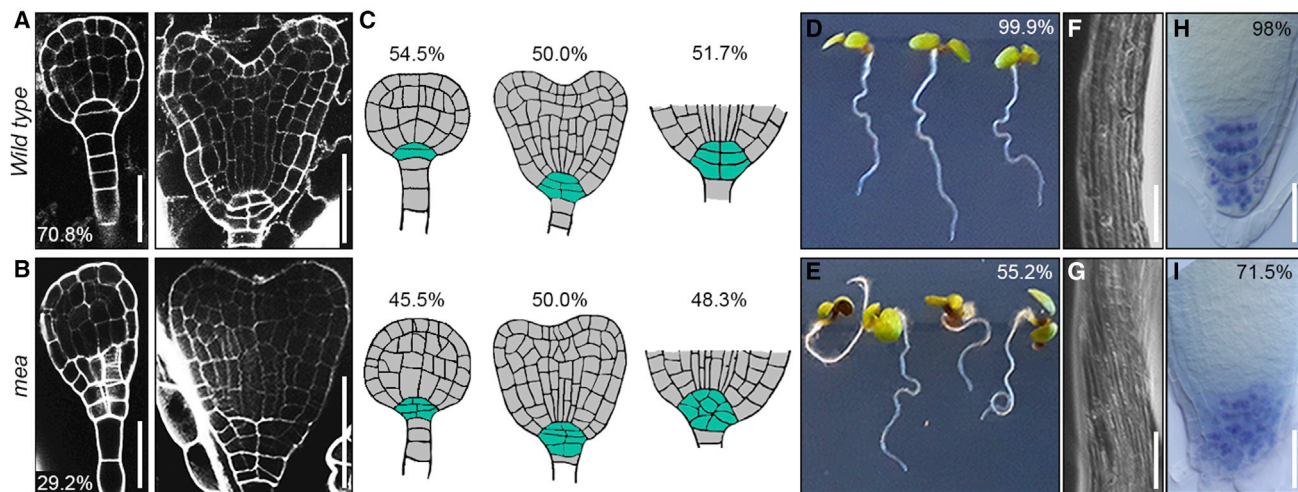 A
C
D
F
H
Wild type
70.8%
54.5%
50.0%
51.7%
99.9%
98%
B
E
G
I
mea
29.2%
45.5%
50.0%
48.3%
55.2%
71.5%